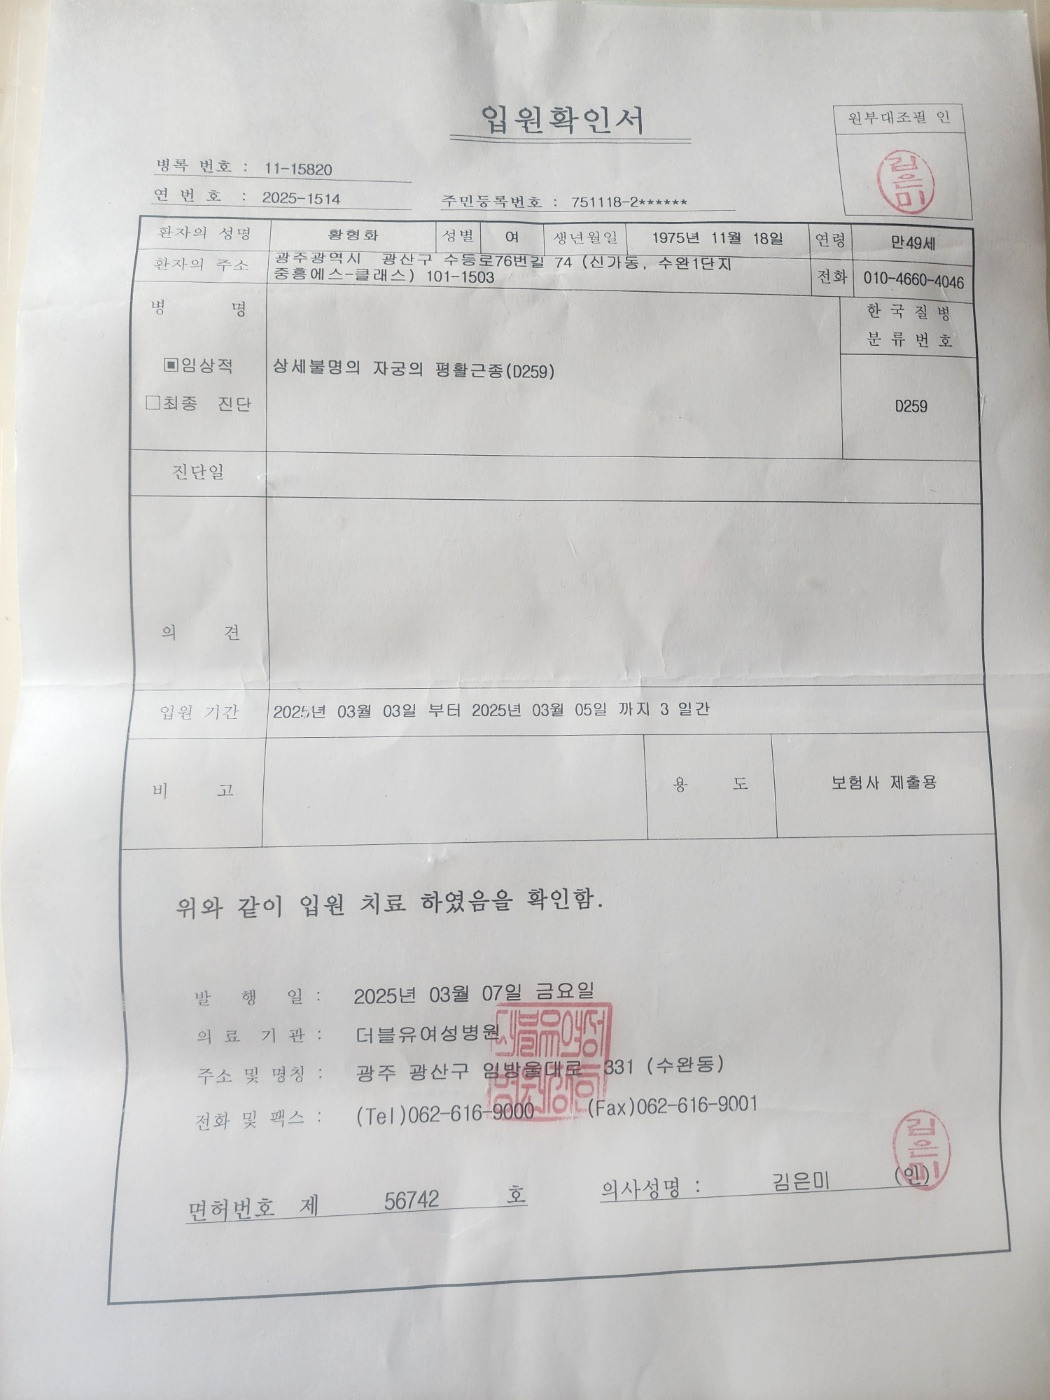 입원확인서
원부대조필 인
김은미
병록 번호 : 11-15820
연 번 호 : 2025-1514
주민등록번호 : 751118-2******
환자의 성명 황형화 성별 여 생년월일 1975년 11월 18일 연령 만49세
환자의 주소 광주광역시 광산구 수등로76번길 74 (신가동, 수완1단지
중흥에스-클래스) 101-1503
전화 010-4660-4046
병 명
한 국 질 병
분 류 번 호
▣임상적 상세불명의 자궁의 평활근종(D259)
□최종 진단
D259
진단일
의 견
입원 기간 2025년 03월 03일 부터 2025년 03월 05일 까지 3 일간
비 고
용 도 보험사 제출용
위와 같이 입원 치료 하였음을 확인함.
발 행 일 : 2025년 03월 07일 금요일
의 료 기 관 : 더블유여성병원
주소 및 명칭 : 광주 광산구 임방울대로 331 (수완동)
전화 및 팩스 : (Tel)062-616-9000 (Fax)062-616-9001
면허번호 제 56742 호
의사성명 : 김은미 (인)
김은미